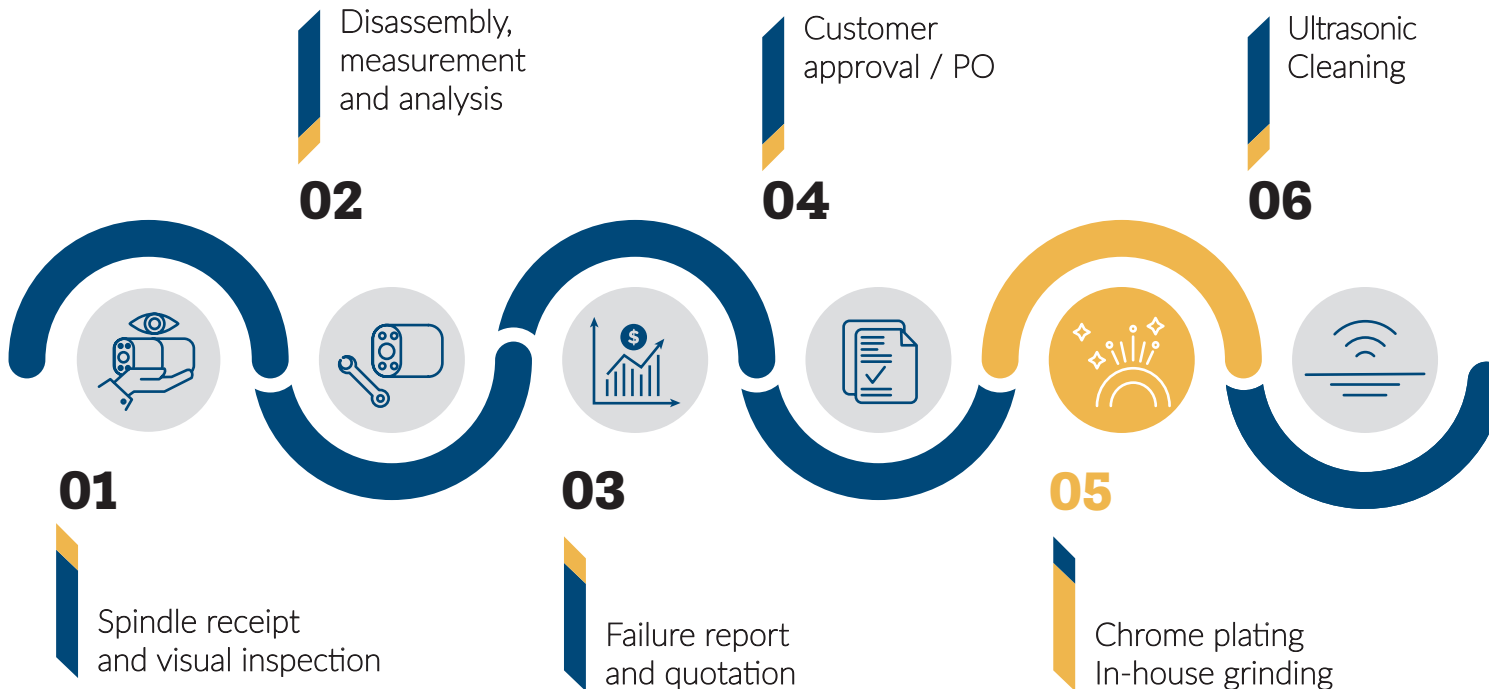 01
Spindle receipt
and visual inspection
02
Disassembly,
measurement
and analysis
03
$
Failure report
and quotation
04
Customer
approval / PO
05
Chrome plating
In-house grinding
06
Ultrasonic
Cleaning